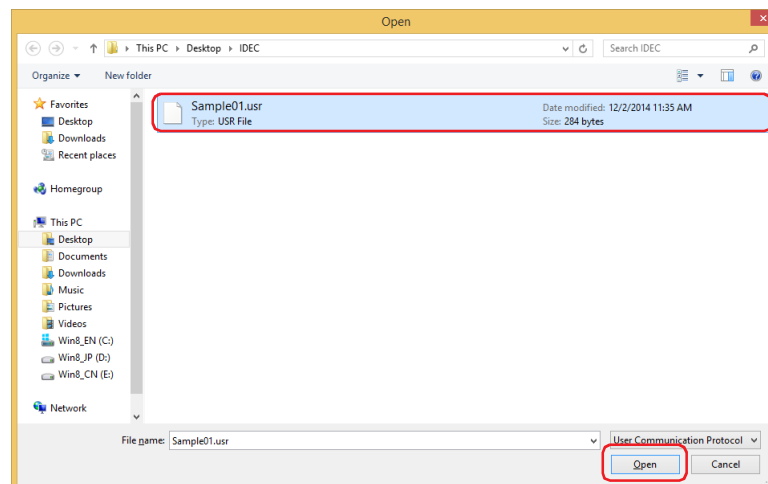 Open
This PC ▸ Desktop ▸ IDEC
Search IDEC
Organize
New folder
Favorites
Desktop
Downloads
Recent places
Homegroup
This PC
Desktop
Documents
Downloads
Music
Pictures
Videos
Win8_EN (C:)
Win8_JP (D:)
Win8_CN (E:)
Network
Sample01.usr
Type: USR File
Date modified: 12/2/2014 11:35 AM
Size: 284 bytes
File name: Sample01.usr
User Communication Protocol
Open
Cancel